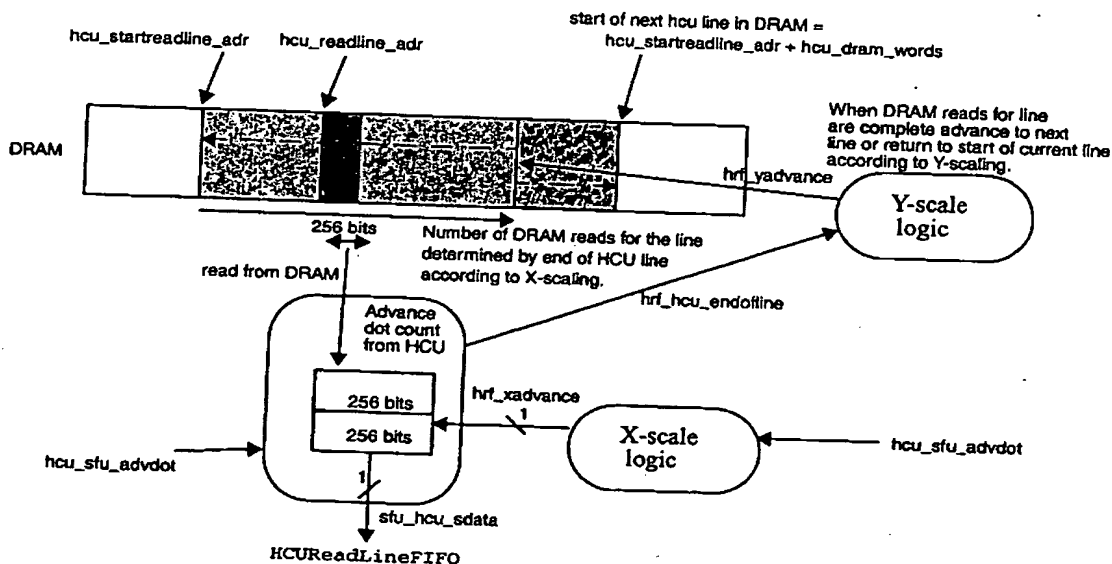 start of next hcu line in DRAM =
hcu_startreadline_adr + hcu_dram_words
hcu_startreadline_adr
hcu_readline_adr
When DRAM reads for line
are complete advance to next
line or return to start of current line
according to Y-scaling.
DRAM
hrf_yadvance
Y-scale
logic
256 bits
Number of DRAM reads for the line
determined by end of HCU line
according to X-scaling.
read from DRAM
hrf_hcu_endofline
Advance
dot count
from HCU
256 bits
256 bits
hrf_xadvance
1
X-scale
logic
hcu_sfu_advdot
hcu_sfu_advdot
1
sfu_hcu_sdata
HCUReadLineFIFO